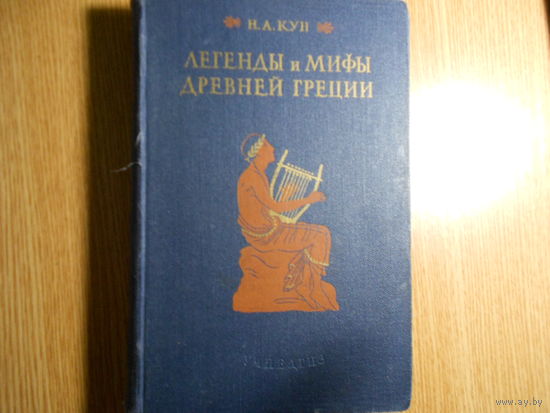 Н. А. КУН
ЛЕГЕНДЫ и МИФЫ
ДРЕВНЕЙ ГРЕЦИИ
УЧПЕДГИЗ
www.ay.by